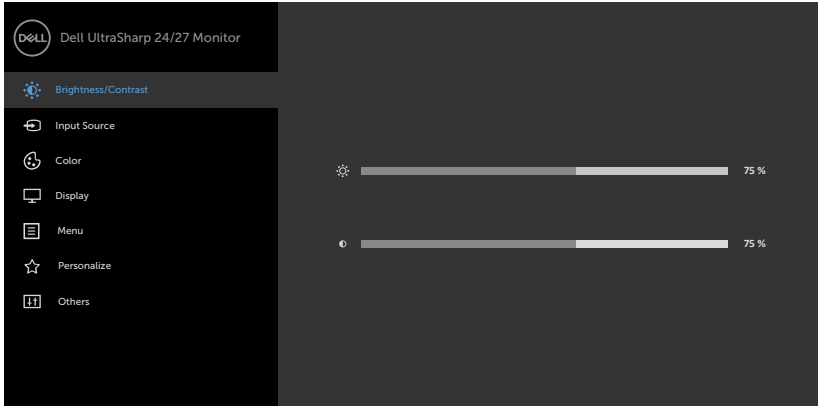 DELL
Dell UltraSharp 24/27 Monitor
Brightness/Contrast
Input Source
Color
Display
Menu
Personalize
Others
75 %
75 %